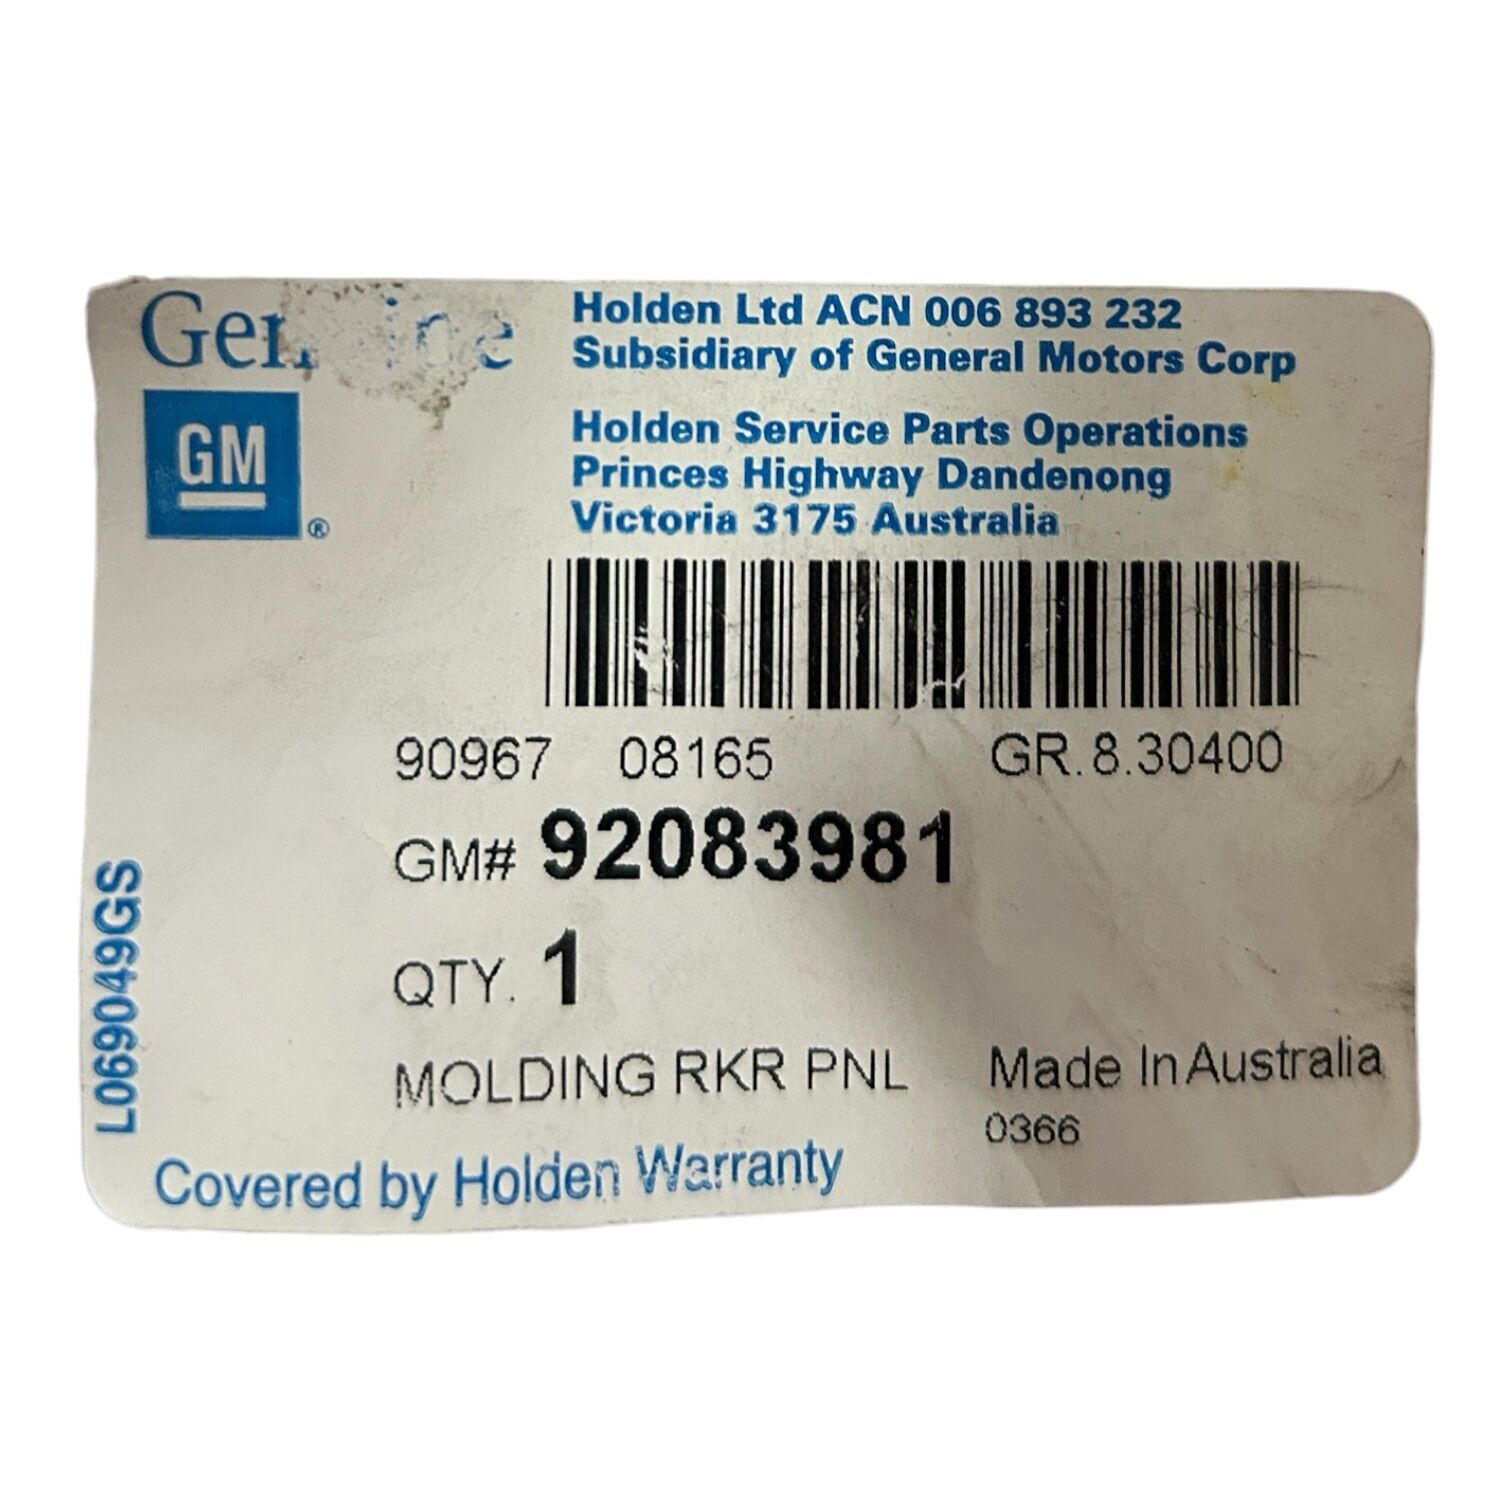 Genuine
GM
®
Holden Ltd ACN 006 893 232
Subsidiary of General Motors Corp
Holden Service Parts Operations
Princes Highway Dandenong
Victoria 3175 Australia
90967 08165 GR.8.30400
GM# 92083981
QTY. 1
MOLDING RKR PNL Made In Australia
0366
L069049GS
Covered by Holden Warranty